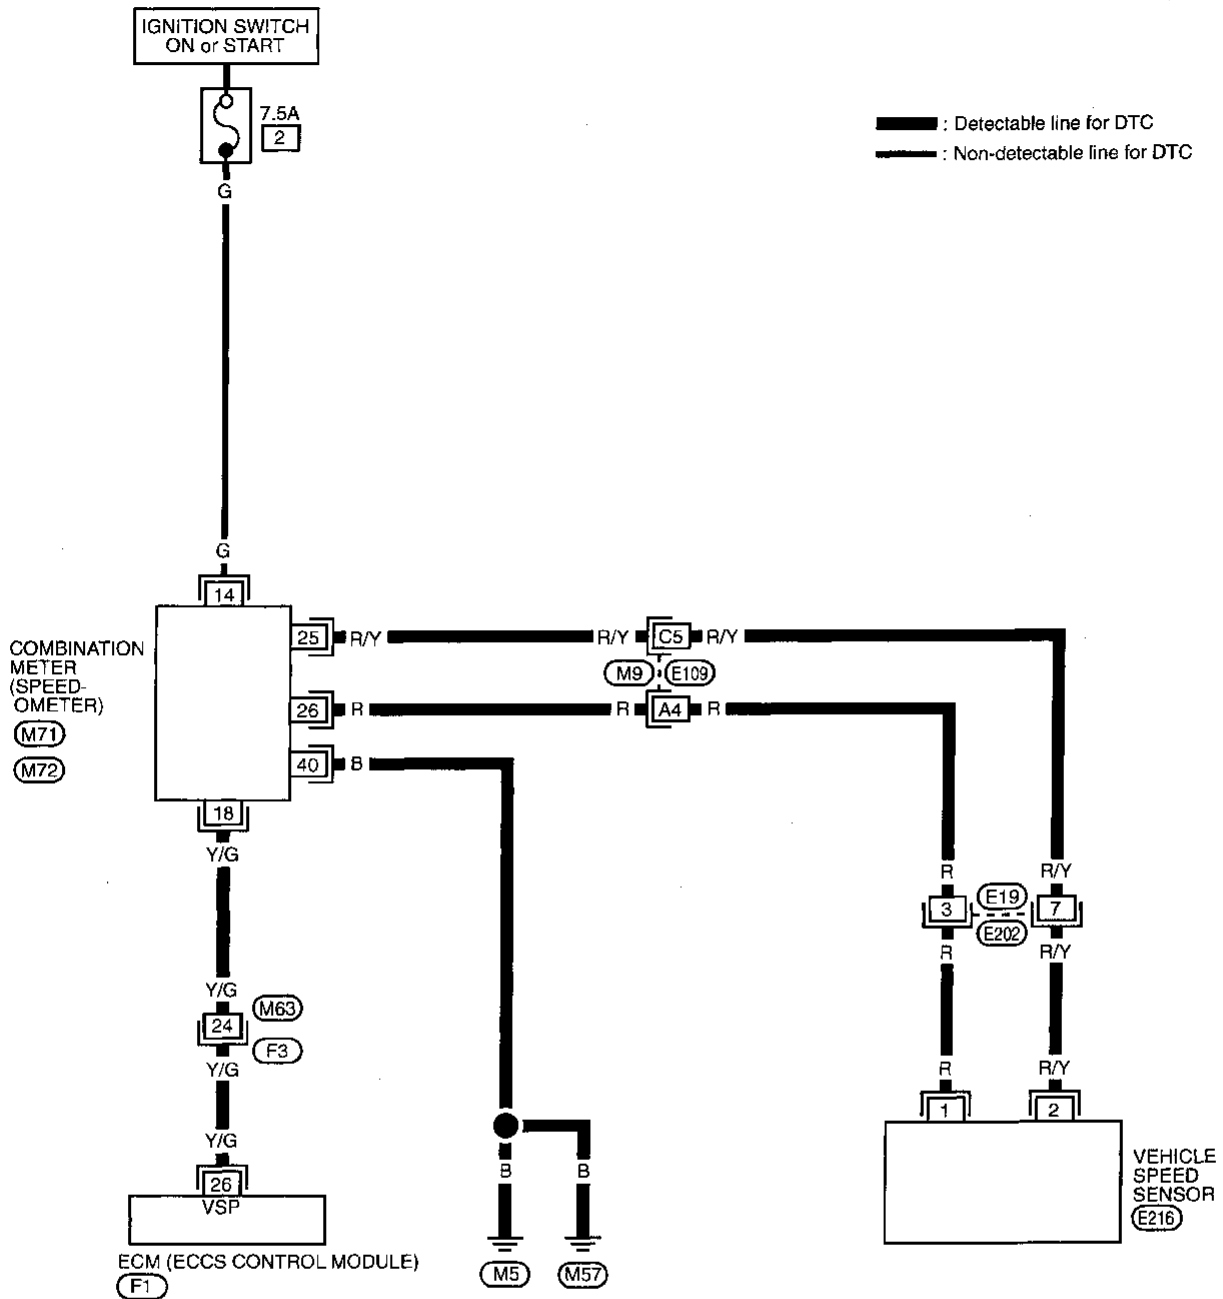 IGNITION SWITCH
ON or START
7.5A
2
G
: Detectable line for DTC
: Non-detectable line for DTC
G
14
COMBINATION
METER
(SPEED-
OMETER)
M71
M72
25
R/Y
R/Y
C5
R/Y
M9
E109
26
R
R
A4
R
40
B
18
Y/G
Y/G
24
M63
F3
Y/G
Y/G
26
VSP
ECM (ECCS CONTROL MODULE)
F1
B
B
M5
M57
R
R/Y
3
E19
E202
7
R
R/Y
R
R/Y
1
2
VEHICLE
SPEED
SENSOR
E216